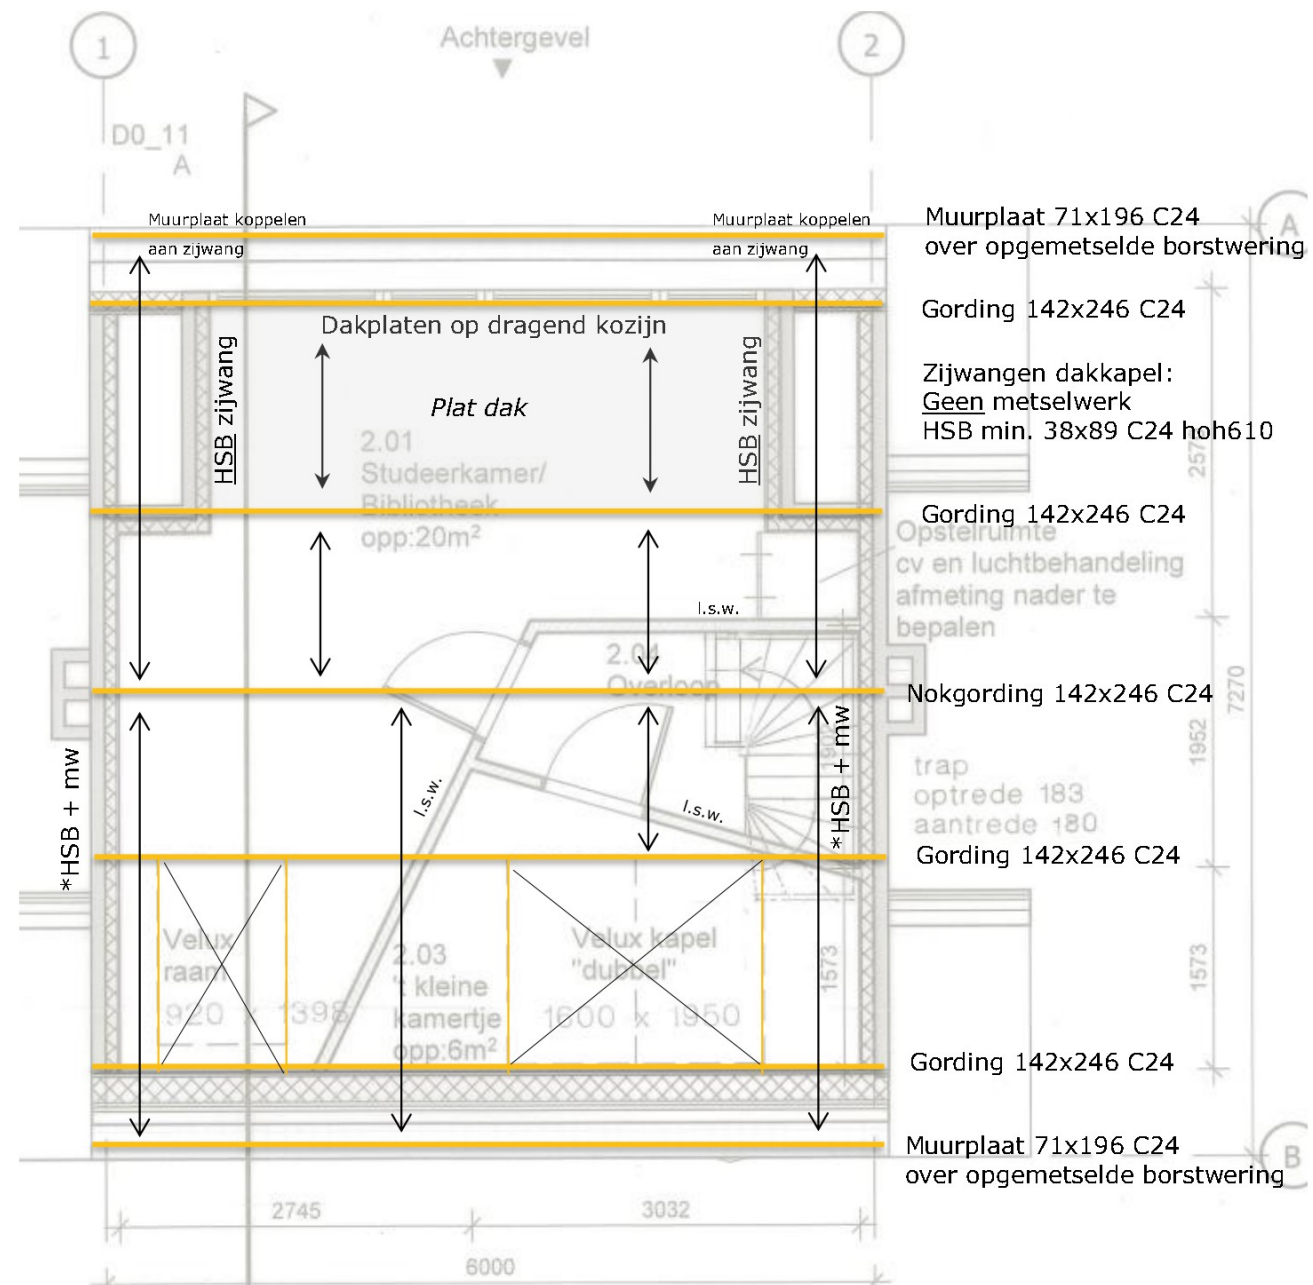 1
Achtergevel
2
D0_11
A
Muurplaat koppelen
aan zijwang
Muurplaat koppelen
aan zijwang
Muurplaat 71x196 C24
over opgemetselde borstwering
A
Gording 142x246 C24
Dakplaten op dragend kozijn
HSB zijwang
HSB zijwang
Plat dak
Zijwangen dakkapel:
Geen metselwerk
HSB min. 38x89 C24 hoh610
2.01
Studeerkamer/
Bibliotheek
opp:20m²
Gording 142x246 C24
Opstelruimte
cv en luchtbehandeling
afmeting nader te
bepalen
l.s.w.
2.04
Overloop
Nokgording 142x246 C24
7270
1952
*HSB + mw
*HSB + mw
l.s.w.
l.s.w.
trap
optrede 183
aantrede 180
Gording 142x246 C24
Velux
raam
920 x 1398
2.03
't kleine
kamertje
opp:6m²
Velux kapel
"dubbel"
1600 x 1950
1573
1573
Gording 142x246 C24
Muurplaat 71x196 C24
over opgemetselde borstwering
B
2745
3032
6000